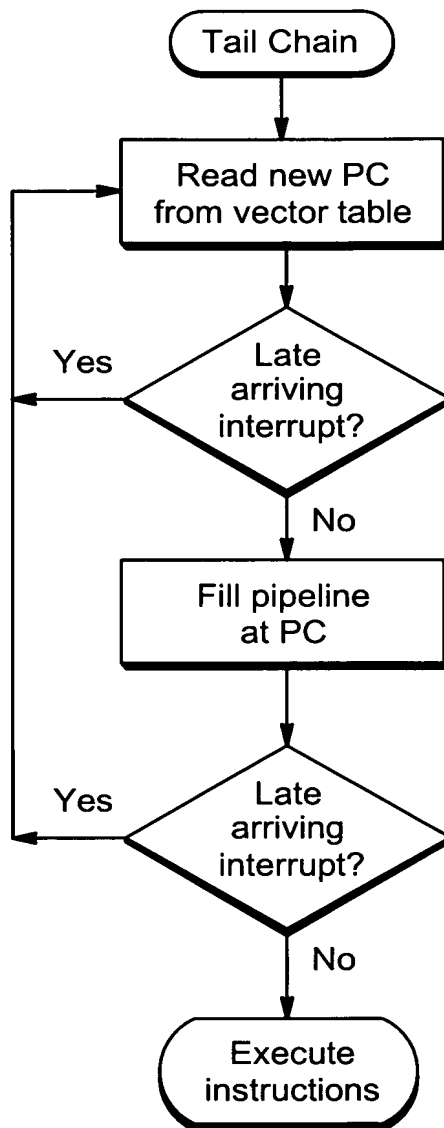 Tail Chain
Read new PC
from vector table
Yes
Late
arriving
interrupt?
No
Fill pipeline
at PC
Yes
Late
arriving
interrupt?
No
Execute
instructions